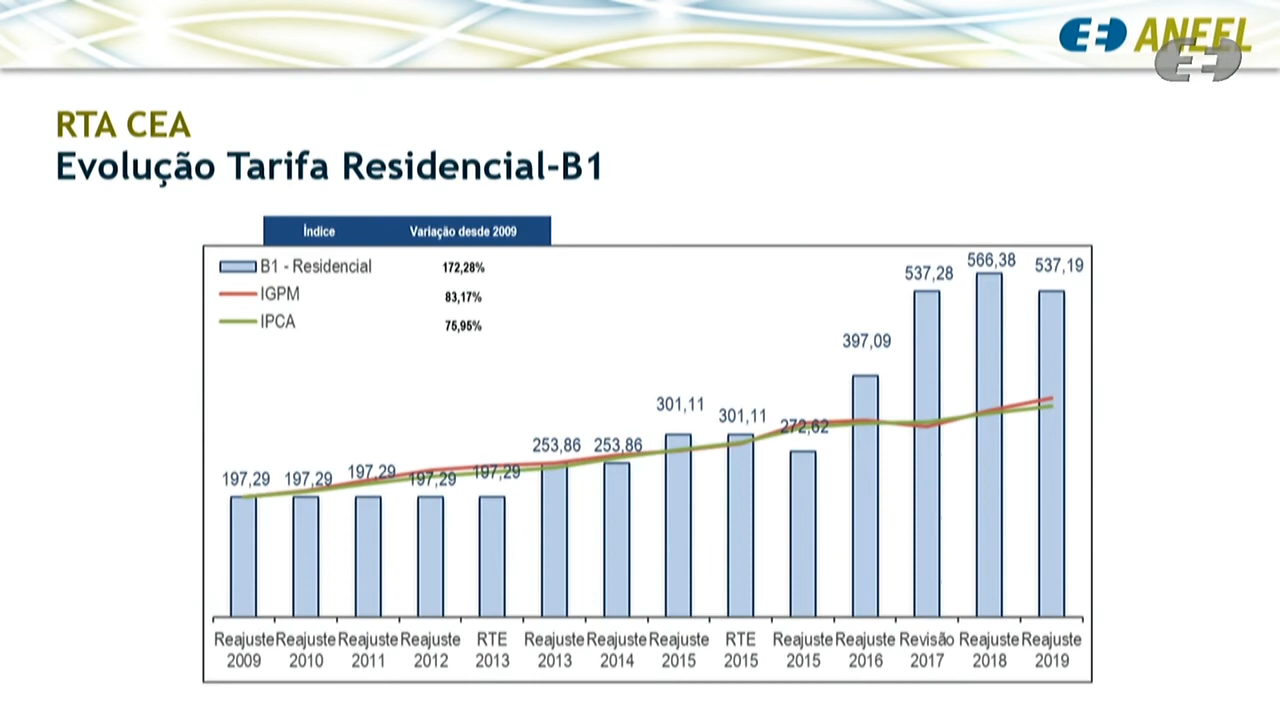 ANEEL
RTA CEA
Evolução Tarifa Residencial-B1
Índice Variação desde 2009
B1 - Residencial 172,28%
IGPM 83,17%
IPCA 75,95%
197,29 197,29 197,29 197,29 197,29 253,86 253,86 301,11 301,11 272,62 397,09 537,28 566,38 537,19
Reajuste Reajuste Reajuste Reajuste RTE Reajuste Reajuste Reajuste RTE Reajuste Reajuste Revisão Reajuste Reajuste
2009 2010 2011 2012 2013 2013 2014 2015 2015 2015 2016 2017 2018 2019